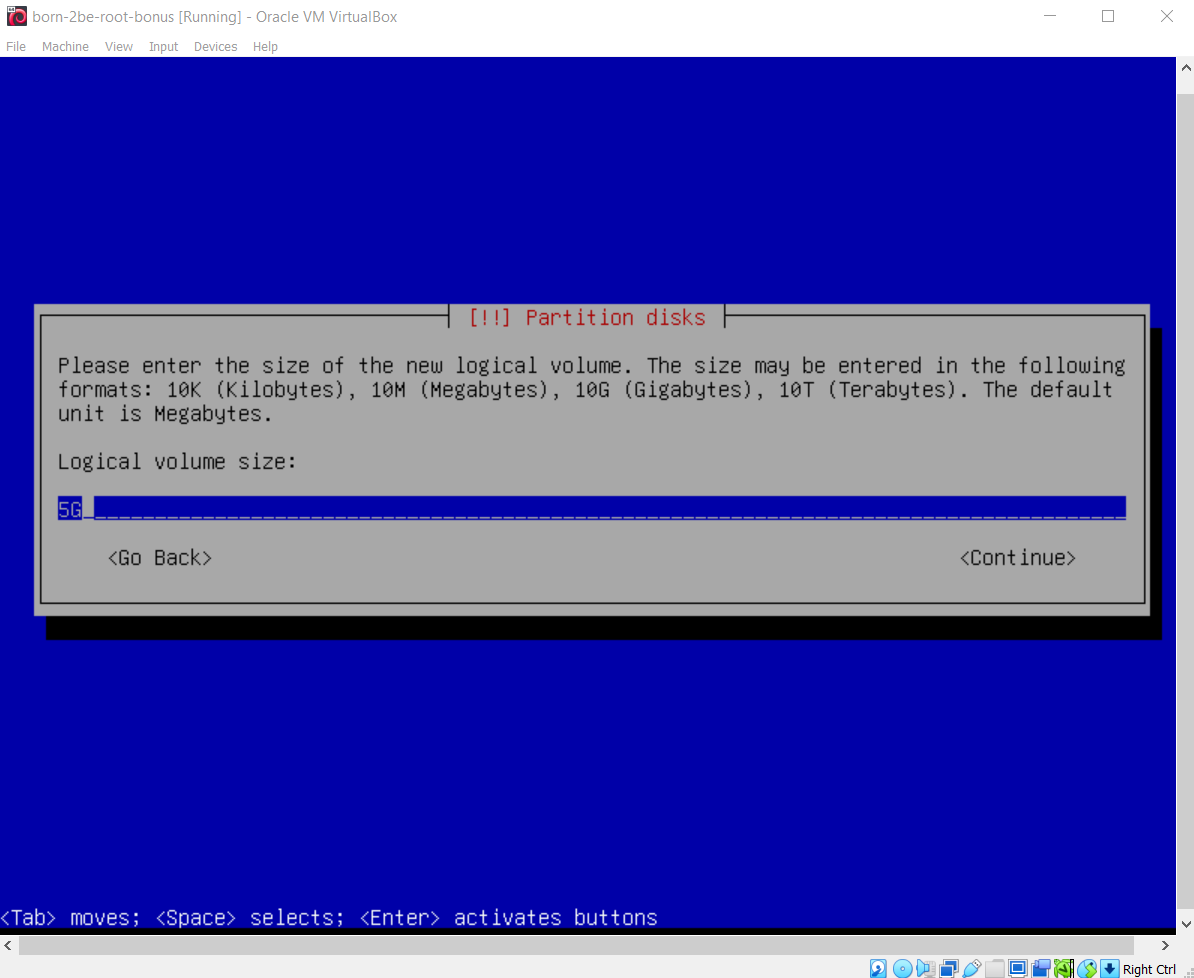 born-2be-root-bonus [Running] - Oracle VM VirtualBox
File Machine View Input Devices Help
[!!] Partition disks
Please enter the size of the new logical volume. The size may be entered in the following
formats: 10K (Kilobytes), 10M (Megabytes), 10G (Gigabytes), 10T (Terabytes). The default
unit is Megabytes.
Logical volume size:
5G
<Go Back> <Continue>
<Tab> moves; <Space> selects; <Enter> activates buttons
Right Ctrl